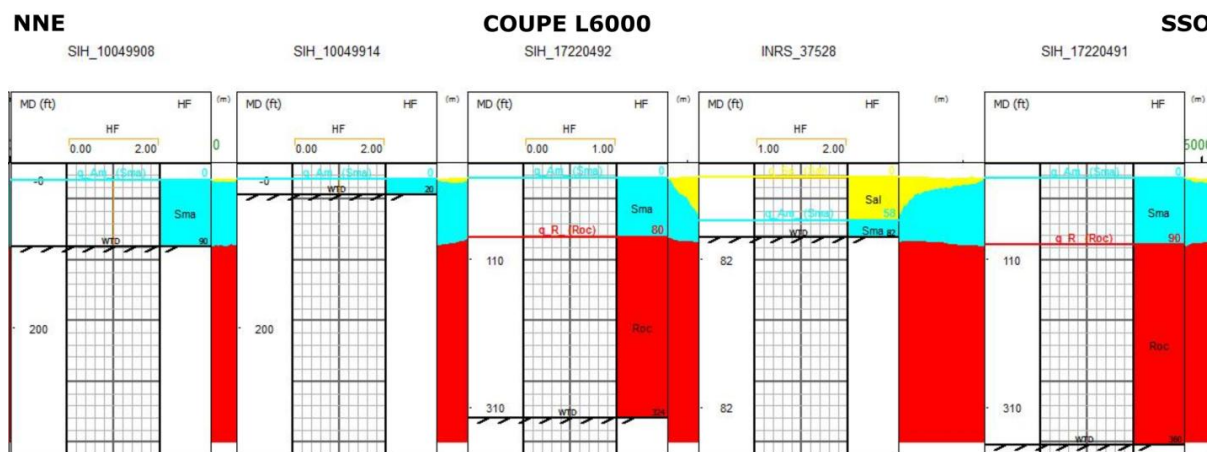 NNE COUPE L6000 SSO
SIH_10049908 SIH_10049914 SIH_17220492 INRS_37528 SIH_17220491
MD (ft) HF (m) MD (ft) HF (m) MD (ft) HF MD (ft) HF (m) MD (ft) HF (m)
HF HF HF HF
0.00 2.00 0 0.00 2.00 0.00 1.00 1.00 2.00 5000
-0 q_Am_(Sma) 0 -0 q_Am_(Sma) 0 q_Am_(Sma) 0 0 q_Am_(Sma) 0
WTD 20
Sma Sma Sal Sma
q_Am_(Sma) 58
WTD 90 q_R_(Roc) 80 WTD Sma 82 q_R_(Roc) 90
110 82 110
200 200 Roc Roc
310 WTD 324 82 310
WTD